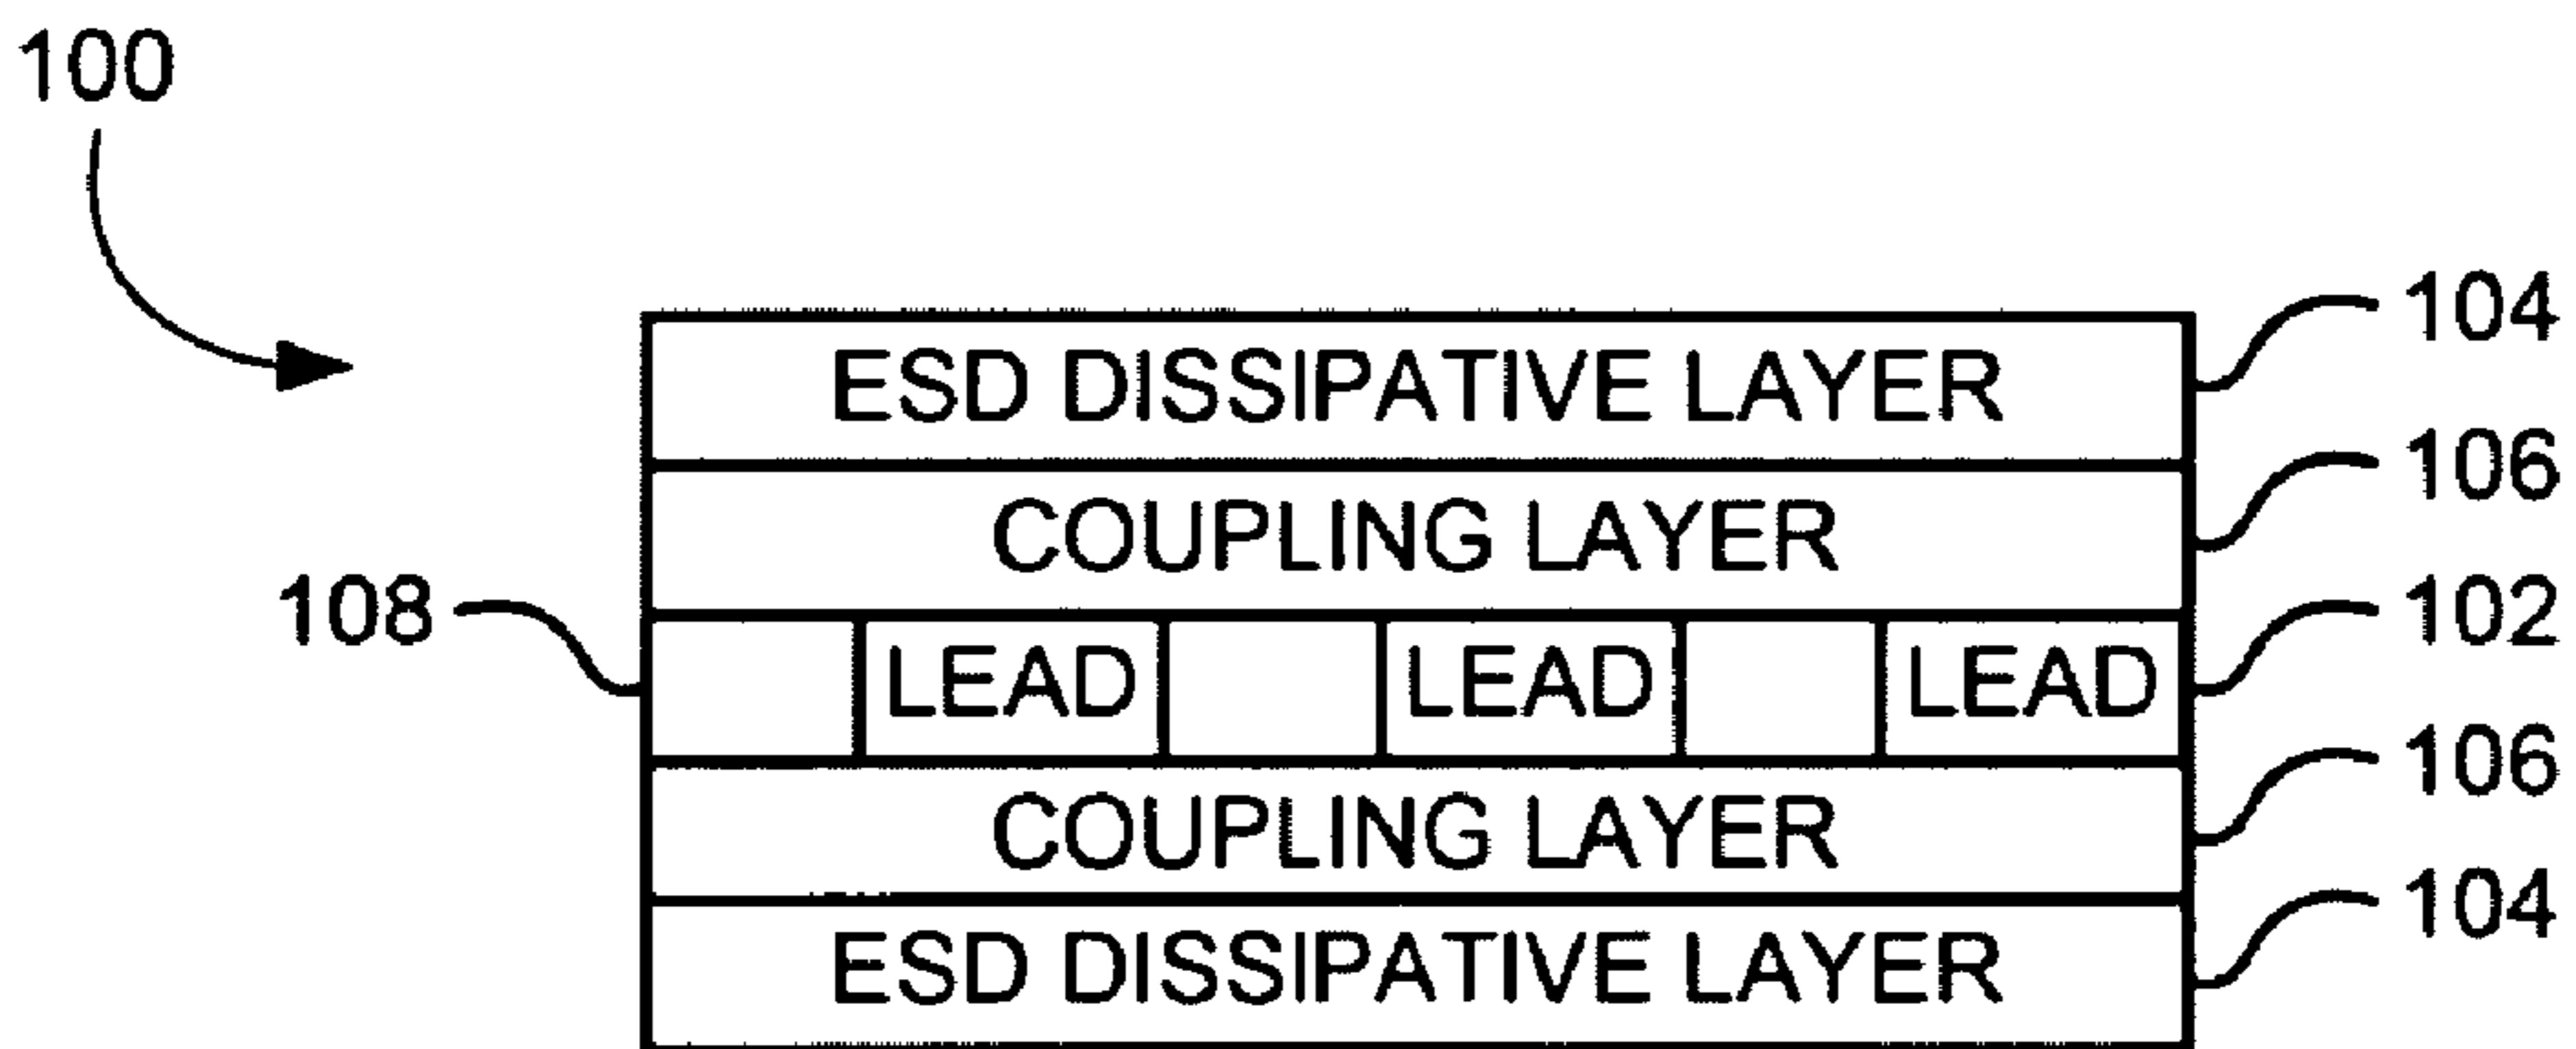 100
ESD DISSIPATIVE LAYER 104
COUPLING LAYER 106
108 LEAD LEAD LEAD 102
COUPLING LAYER 106
ESD DISSIPATIVE LAYER 104